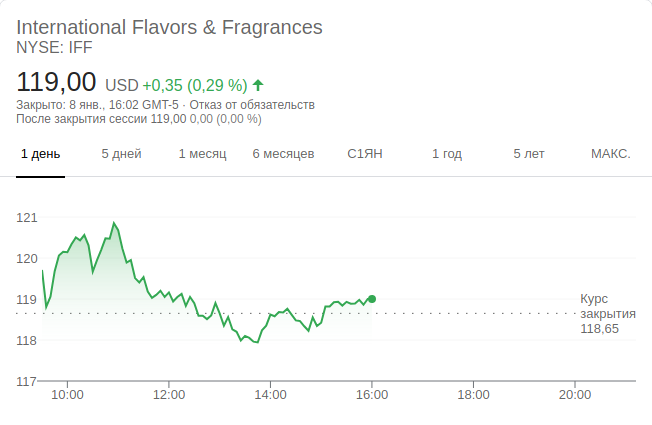 International Flavors & Fragrances
NYSE: IFF
119,00 USD +0,35 (0,29 %) ↑
Закрыто: 8 янв., 16:02 GMT-5 · Отказ от обязательств
После закрытия сессии 119,00 0,00 (0,00 %)
1 день 5 дней 1 месяц 6 месяцев С1ЯН 1 год 5 лет МАКС.
121
120
119
118
117
Курс
закрытия
118,65
10:00 12:00 14:00 16:00 18:00 20:00